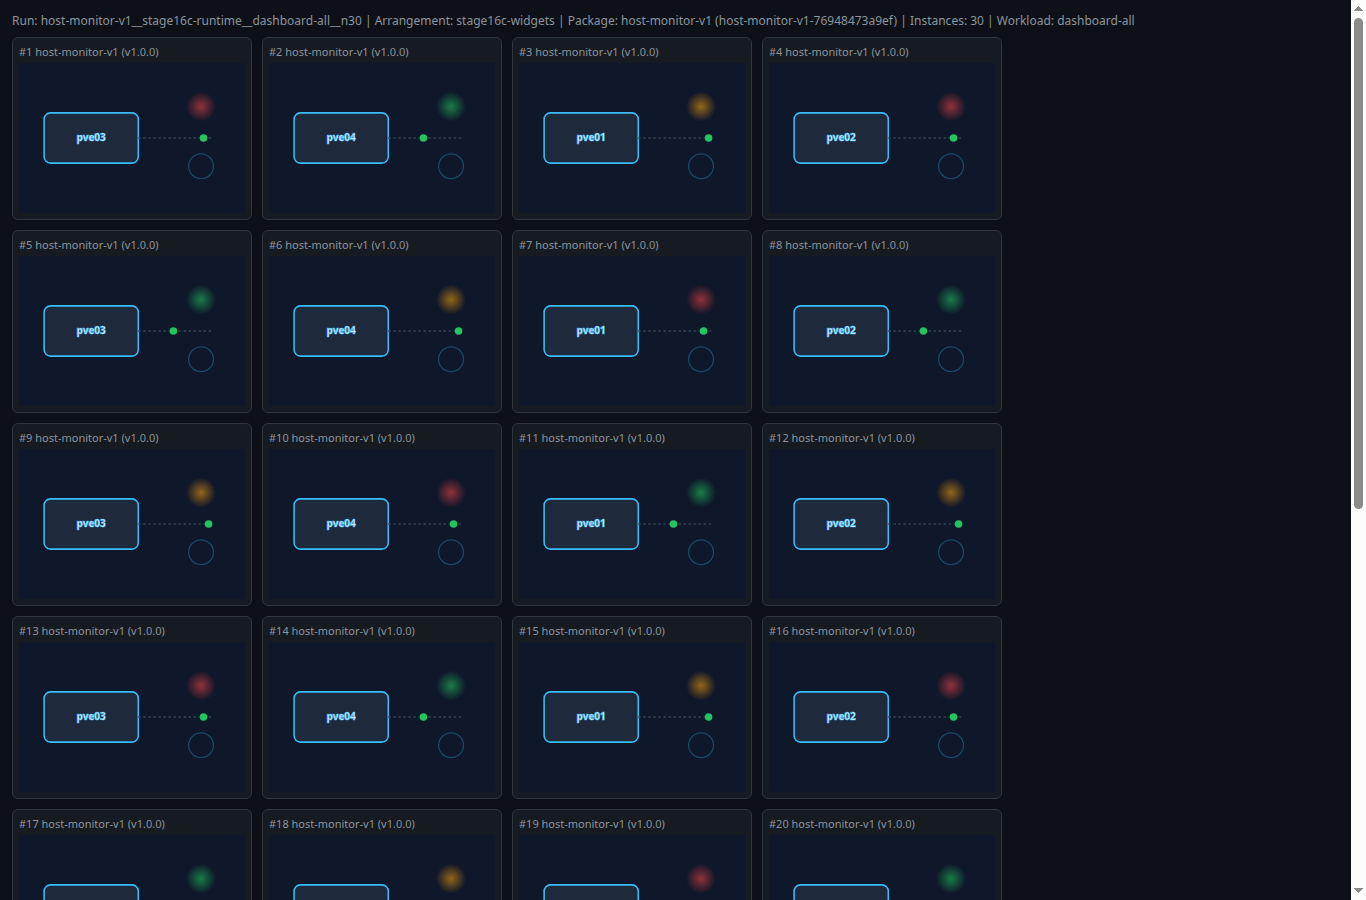 Run: host-monitor-v1__stage16c-runtime__dashboard-all__n30 | Arrangement: stage16c-widgets | Package: host-monitor-v1 (host-monitor-v1-76948473a9ef) | Instances: 30 | Workload: dashboard-all
#1 host-monitor-v1 (v1.0.0)
pve03
#2 host-monitor-v1 (v1.0.0)
pve04
#3 host-monitor-v1 (v1.0.0)
pve01
#4 host-monitor-v1 (v1.0.0)
pve02
#5 host-monitor-v1 (v1.0.0)
pve03
#6 host-monitor-v1 (v1.0.0)
pve04
#7 host-monitor-v1 (v1.0.0)
pve01
#8 host-monitor-v1 (v1.0.0)
pve02
#9 host-monitor-v1 (v1.0.0)
pve03
#10 host-monitor-v1 (v1.0.0)
pve04
#11 host-monitor-v1 (v1.0.0)
pve01
#12 host-monitor-v1 (v1.0.0)
pve02
#13 host-monitor-v1 (v1.0.0)
pve03
#14 host-monitor-v1 (v1.0.0)
pve04
#15 host-monitor-v1 (v1.0.0)
pve01
#16 host-monitor-v1 (v1.0.0)
pve02
#17 host-monitor-v1 (v1.0.0)
#18 host-monitor-v1 (v1.0.0)
#19 host-monitor-v1 (v1.0.0)
#20 host-monitor-v1 (v1.0.0)